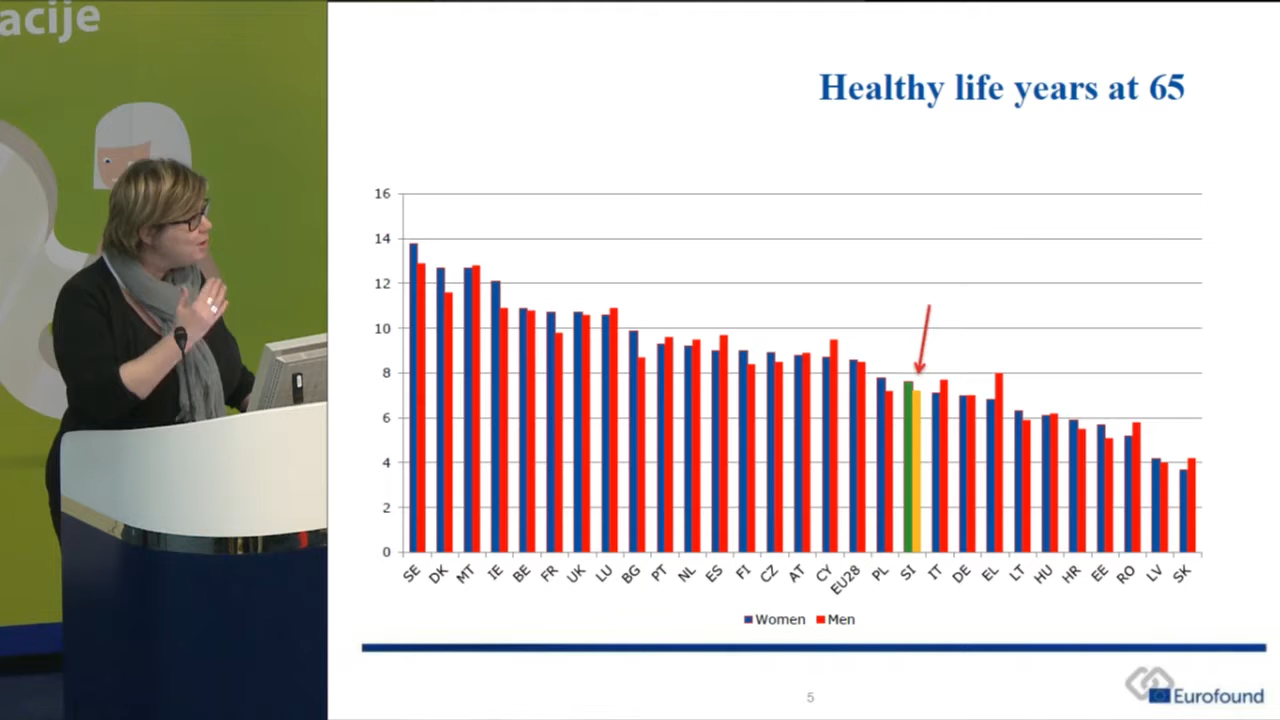 acije
Healthy life years at 65
16
14
12
10
8
6
4
2
0
SE DK MT IE BE FR UK LU BG PT NL ES FI CZ AT CY EU28 PL SI IT DE EL LT HU HR EE RO LV SK
Women Men
5
Eurofound